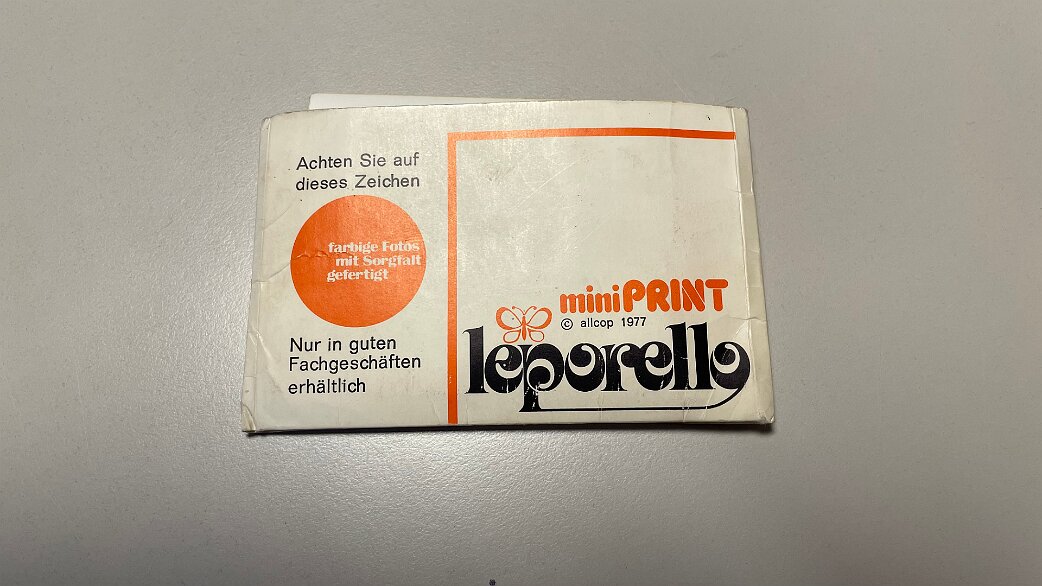 Achten Sie auf
dieses Zeichen
farbige Fotos
mit Sorgfalt
gefertigt
Nur in guten
Fachgeschäften
erhältlich
miniPRINT
© allcop 1977
leporello